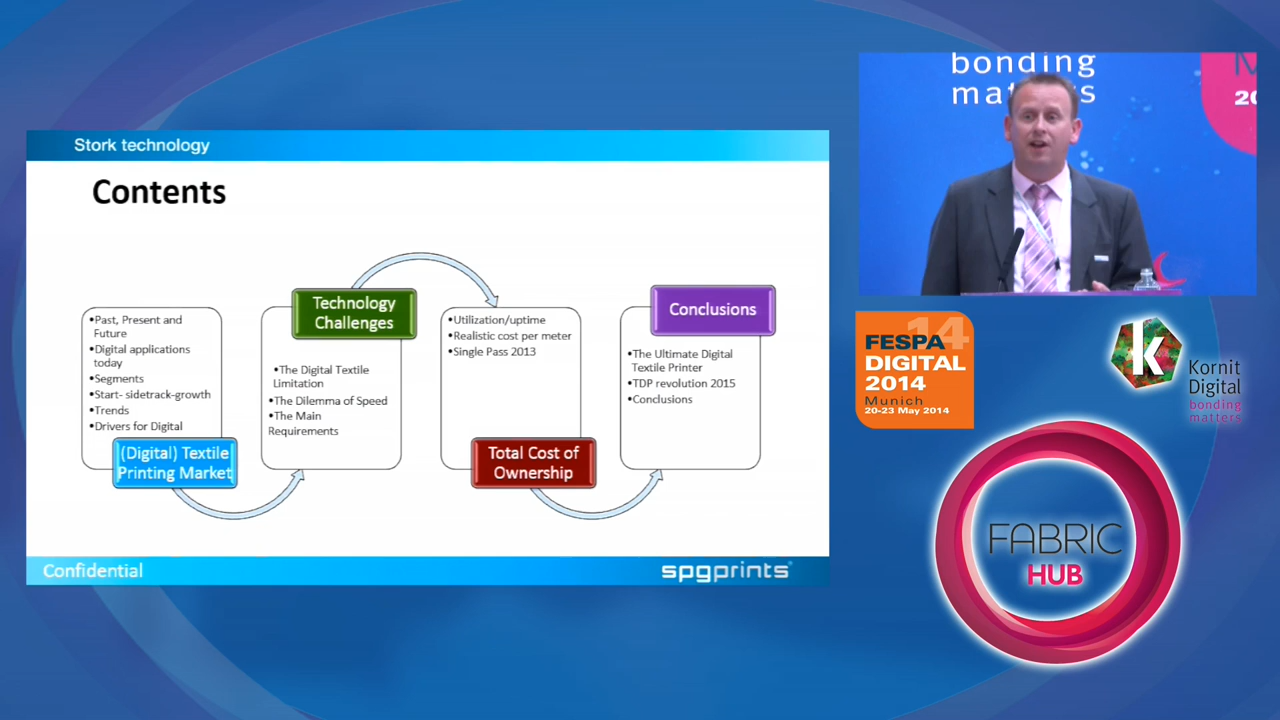 Stork technology
Contents
•Past, Present and
Future
•Digital applications
today
•Segments
•Start- sidetrack-growth
•Trends
•Drivers for Digital
(Digital) Textile
Printing Market
Technology
Challenges
•The Digital Textile
Limitation
•The Dilemma of Speed
•The Main
Requirements
•Utilization/uptime
•Realistic cost per meter
•Single Pass 2013
Total Cost of
Ownership
Conclusions
•The Ultimate Digital
Textile Printer
•TDP revolution 2015
•Conclusions
Confidential
spgprints
bonding
20
14
FESPA
DIGITAL
2014
Munich
20-23 May 2014
K
Kornit
Digital
bonding
matters
FABRIC
HUB